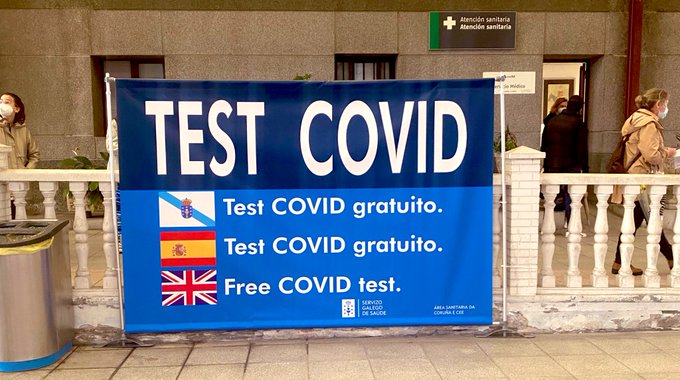 Atención sanitaria
Atención sanitaria
Médico
TEST COVID
Test COVID gratuito.
Test COVID gratuito.
Free COVID test.
SERVIZO
GALEGO
DE SAÚDE
ÁREA SANITARIA DA
CORUÑA E CEE